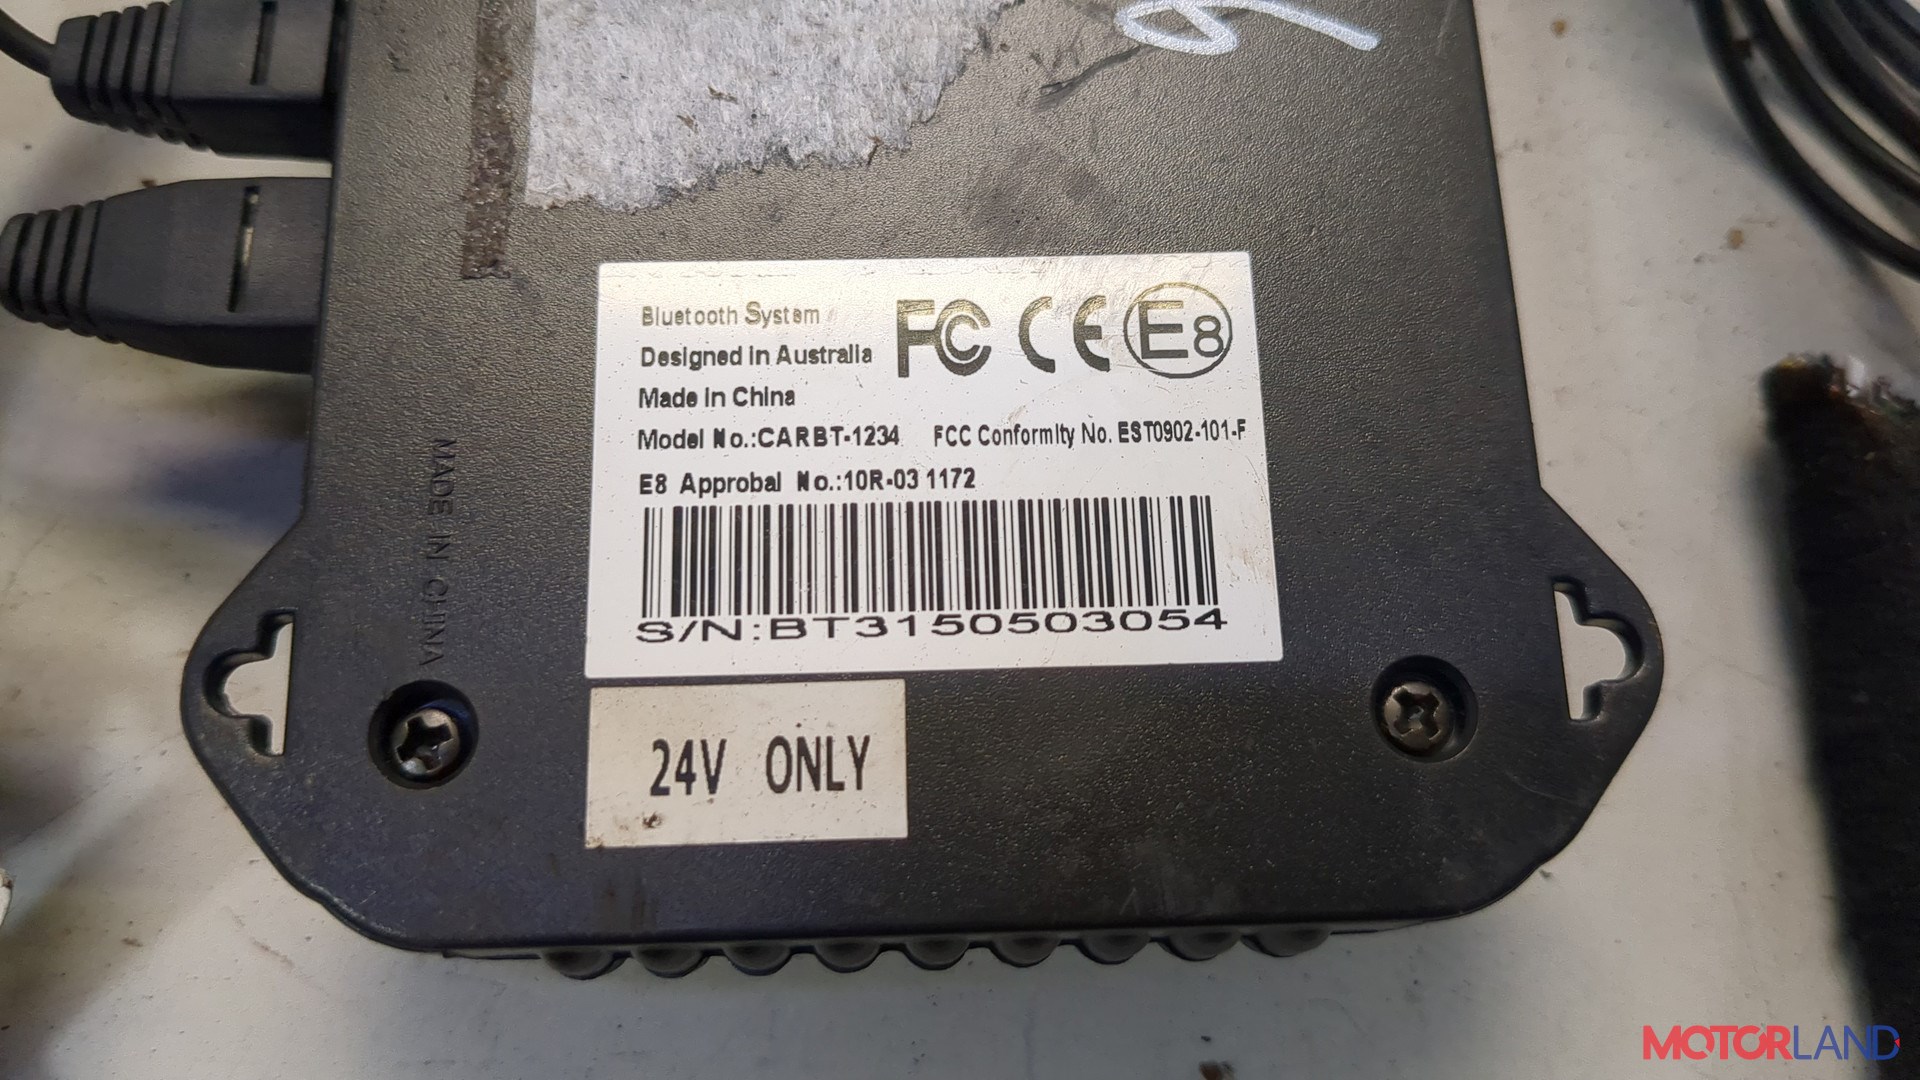 6
Bluetooth System
Designed in Australia
Made in China
FC CE E8
Model No.:CARBT-1234 FCC Conformity No. EST0902-101-F
E8 Approbal No.:10R-03 1172
S/N:BT3150503054
24V ONLY
MADE IN CHINA
MOTORLAND